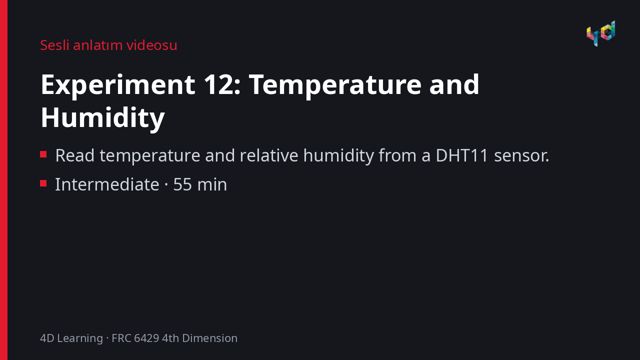 Sesli anlatım videosu
4d
Experiment 12: Temperature and
Humidity
Read temperature and relative humidity from a DHT11 sensor.
Intermediate · 55 min
4D Learning · FRC 6429 4th Dimension